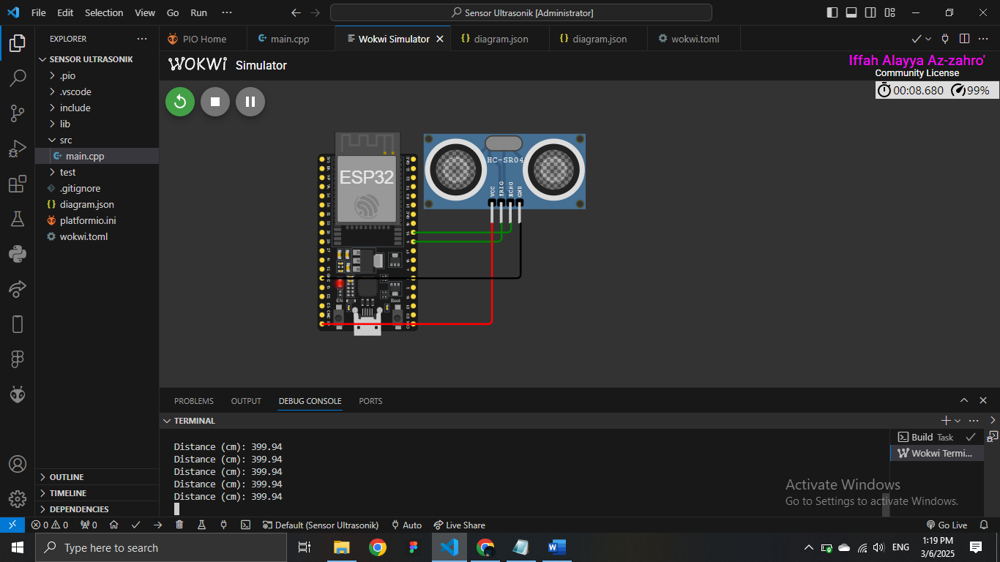 File Edit Selection View Go Run ···
Sensor Ultrasonik [Administrator]
EXPLORER
PIO Home
main.cpp
Wokwi Simulator
diagram.json
diagram.json
wokwi.toml
SENSOR ULTRASONIK
.pio
.vscode
include
lib
src
main.cpp
test
.gitignore
diagram.json
platformio.ini
wokwi.toml
WOKWi Simulator
Iffah Alayya Az-zahro'
Community License
00:08.680 99%
ESP32
HC-SR04
VCC
TRIG
ECHO
GND
EN
Boot
PROBLEMS OUTPUT DEBUG CONSOLE PORTS
TERMINAL
Distance (cm): 399.94
Distance (cm): 399.94
Distance (cm): 399.94
Distance (cm): 399.94
Distance (cm): 399.94
Build Task
Wokwi Termi...
Activate Windows
Go to Settings to activate Windows.
OUTLINE
TIMELINE
DEPENDENCIES
0 0 0 Default (Sensor Ultrasonik) Auto Live Share Go Live
Type here to search
ENG
1:19 PM
3/6/2025